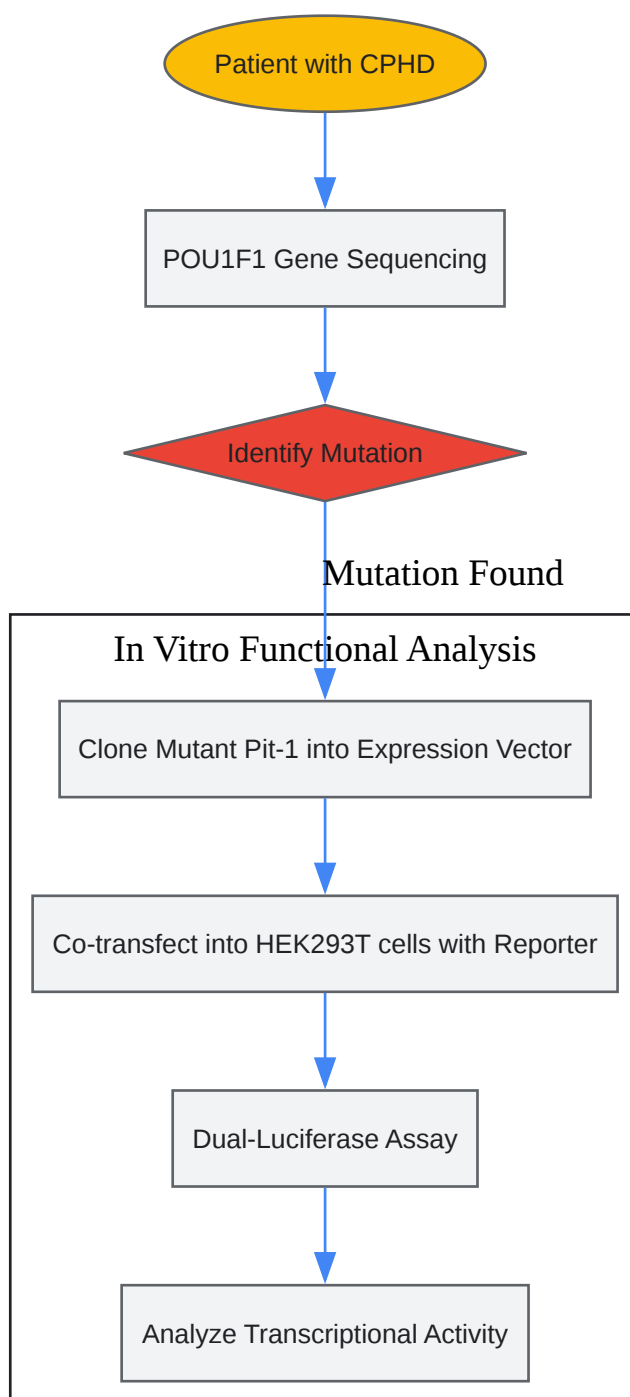 Patient with CPHD
POU1F1 Gene Sequencing
Identify Mutation
Mutation Found
In Vitro Functional Analysis
Clone Mutant Pit-1 into Expression Vector
Co-transfect into HEK293T cells with Reporter
Dual-Luciferase Assay
Analyze Transcriptional Activity